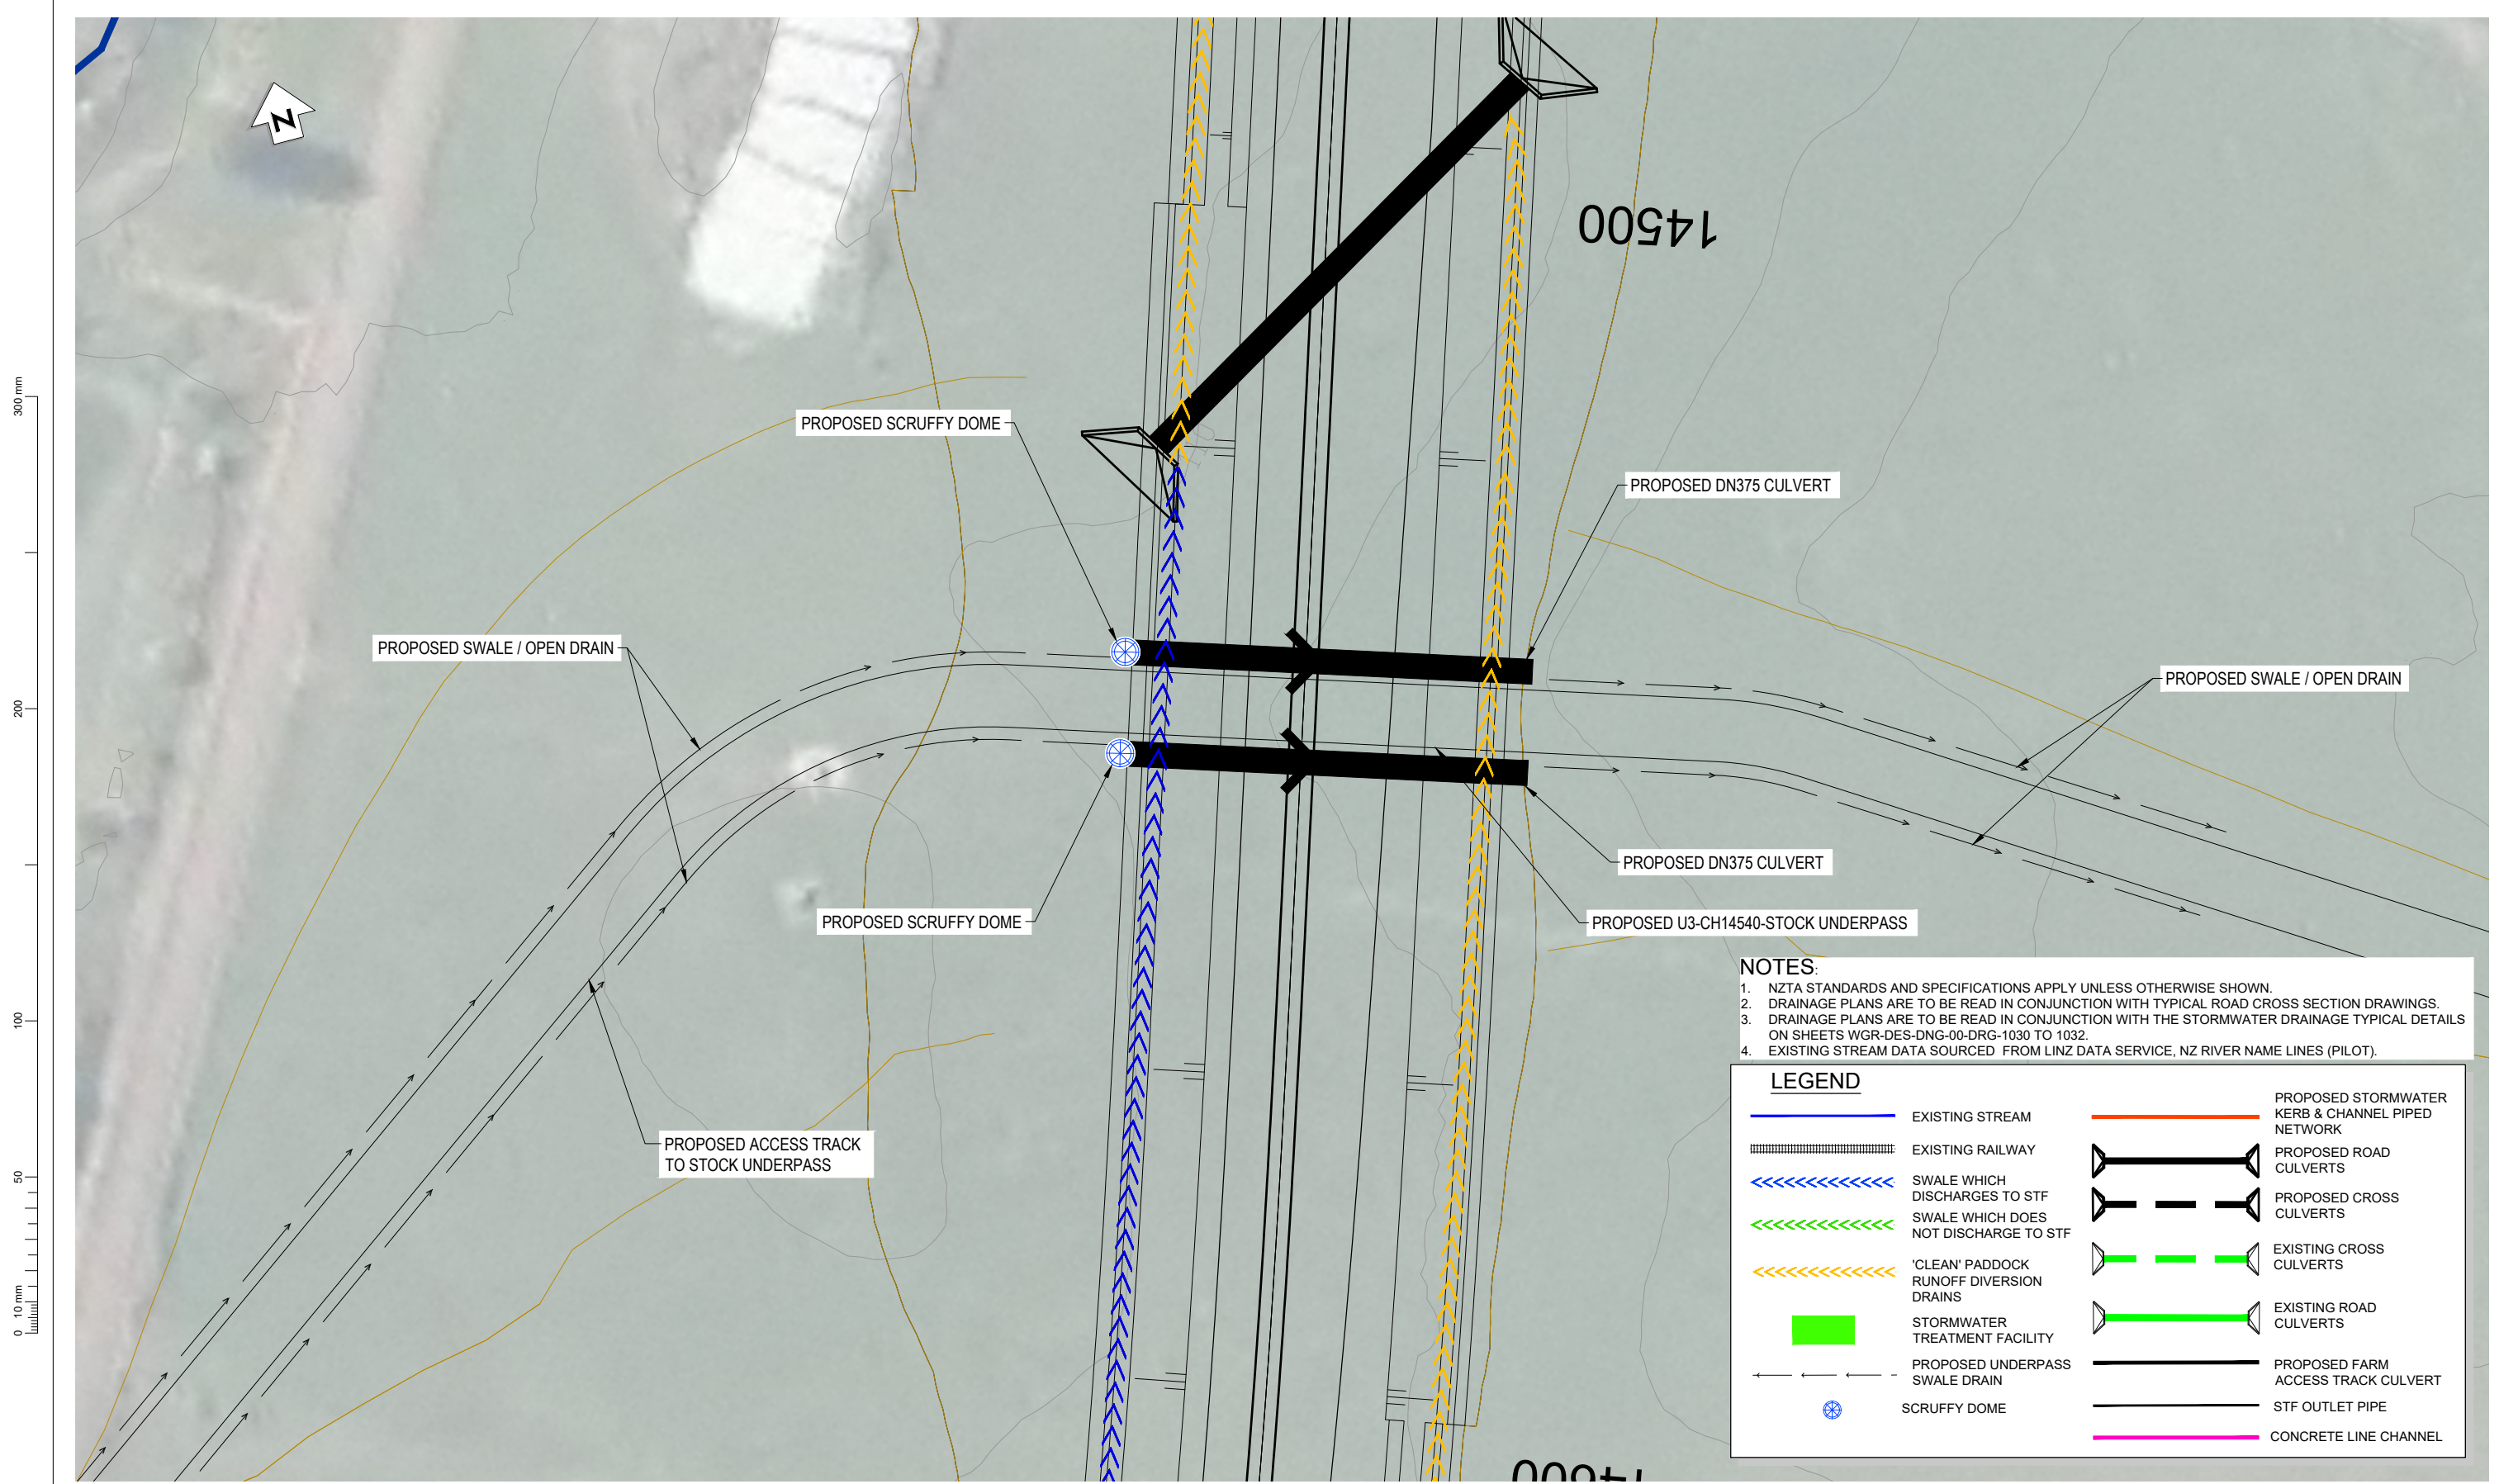 N
14500
PROPOSED SCRUFFY DOME
PROPOSED DN375 CULVERT
PROPOSED SWALE / OPEN DRAIN
PROPOSED SWALE / OPEN DRAIN
PROPOSED DN375 CULVERT
PROPOSED SCRUFFY DOME
PROPOSED U3-CH14540-STOCK UNDERPASS
PROPOSED ACCESS TRACK
TO STOCK UNDERPASS
300 mm
200
100
50
10 mm
0
NOTES:
1. NZTA STANDARDS AND SPECIFICATIONS APPLY UNLESS OTHERWISE SHOWN.
2. DRAINAGE PLANS ARE TO BE READ IN CONJUNCTION WITH TYPICAL ROAD CROSS SECTION DRAWINGS.
3. DRAINAGE PLANS ARE TO BE READ IN CONJUNCTION WITH THE STORMWATER DRAINAGE TYPICAL DETAILS
ON SHEETS WGR-DES-DNG-00-DRG-1030 TO 1032.
4. EXISTING STREAM DATA SOURCED FROM LINZ DATA SERVICE, NZ RIVER NAME LINES (PILOT).
LEGEND
EXISTING STREAM
EXISTING RAILWAY
SWALE WHICH
DISCHARGES TO STF
SWALE WHICH DOES
NOT DISCHARGE TO STF
'CLEAN' PADDOCK
RUNOFF DIVERSION
DRAINS
STORMWATER
TREATMENT FACILITY
PROPOSED UNDERPASS
SWALE DRAIN
SCRUFFY DOME
PROPOSED STORMWATER
KERB & CHANNEL PIPED
NETWORK
PROPOSED ROAD
CULVERTS
PROPOSED CROSS
CULVERTS
EXISTING CROSS
CULVERTS
EXISTING ROAD
CULVERTS
PROPOSED FARM
ACCESS TRACK CULVERT
STF OUTLET PIPE
CONCRETE LINE CHANNEL
14600